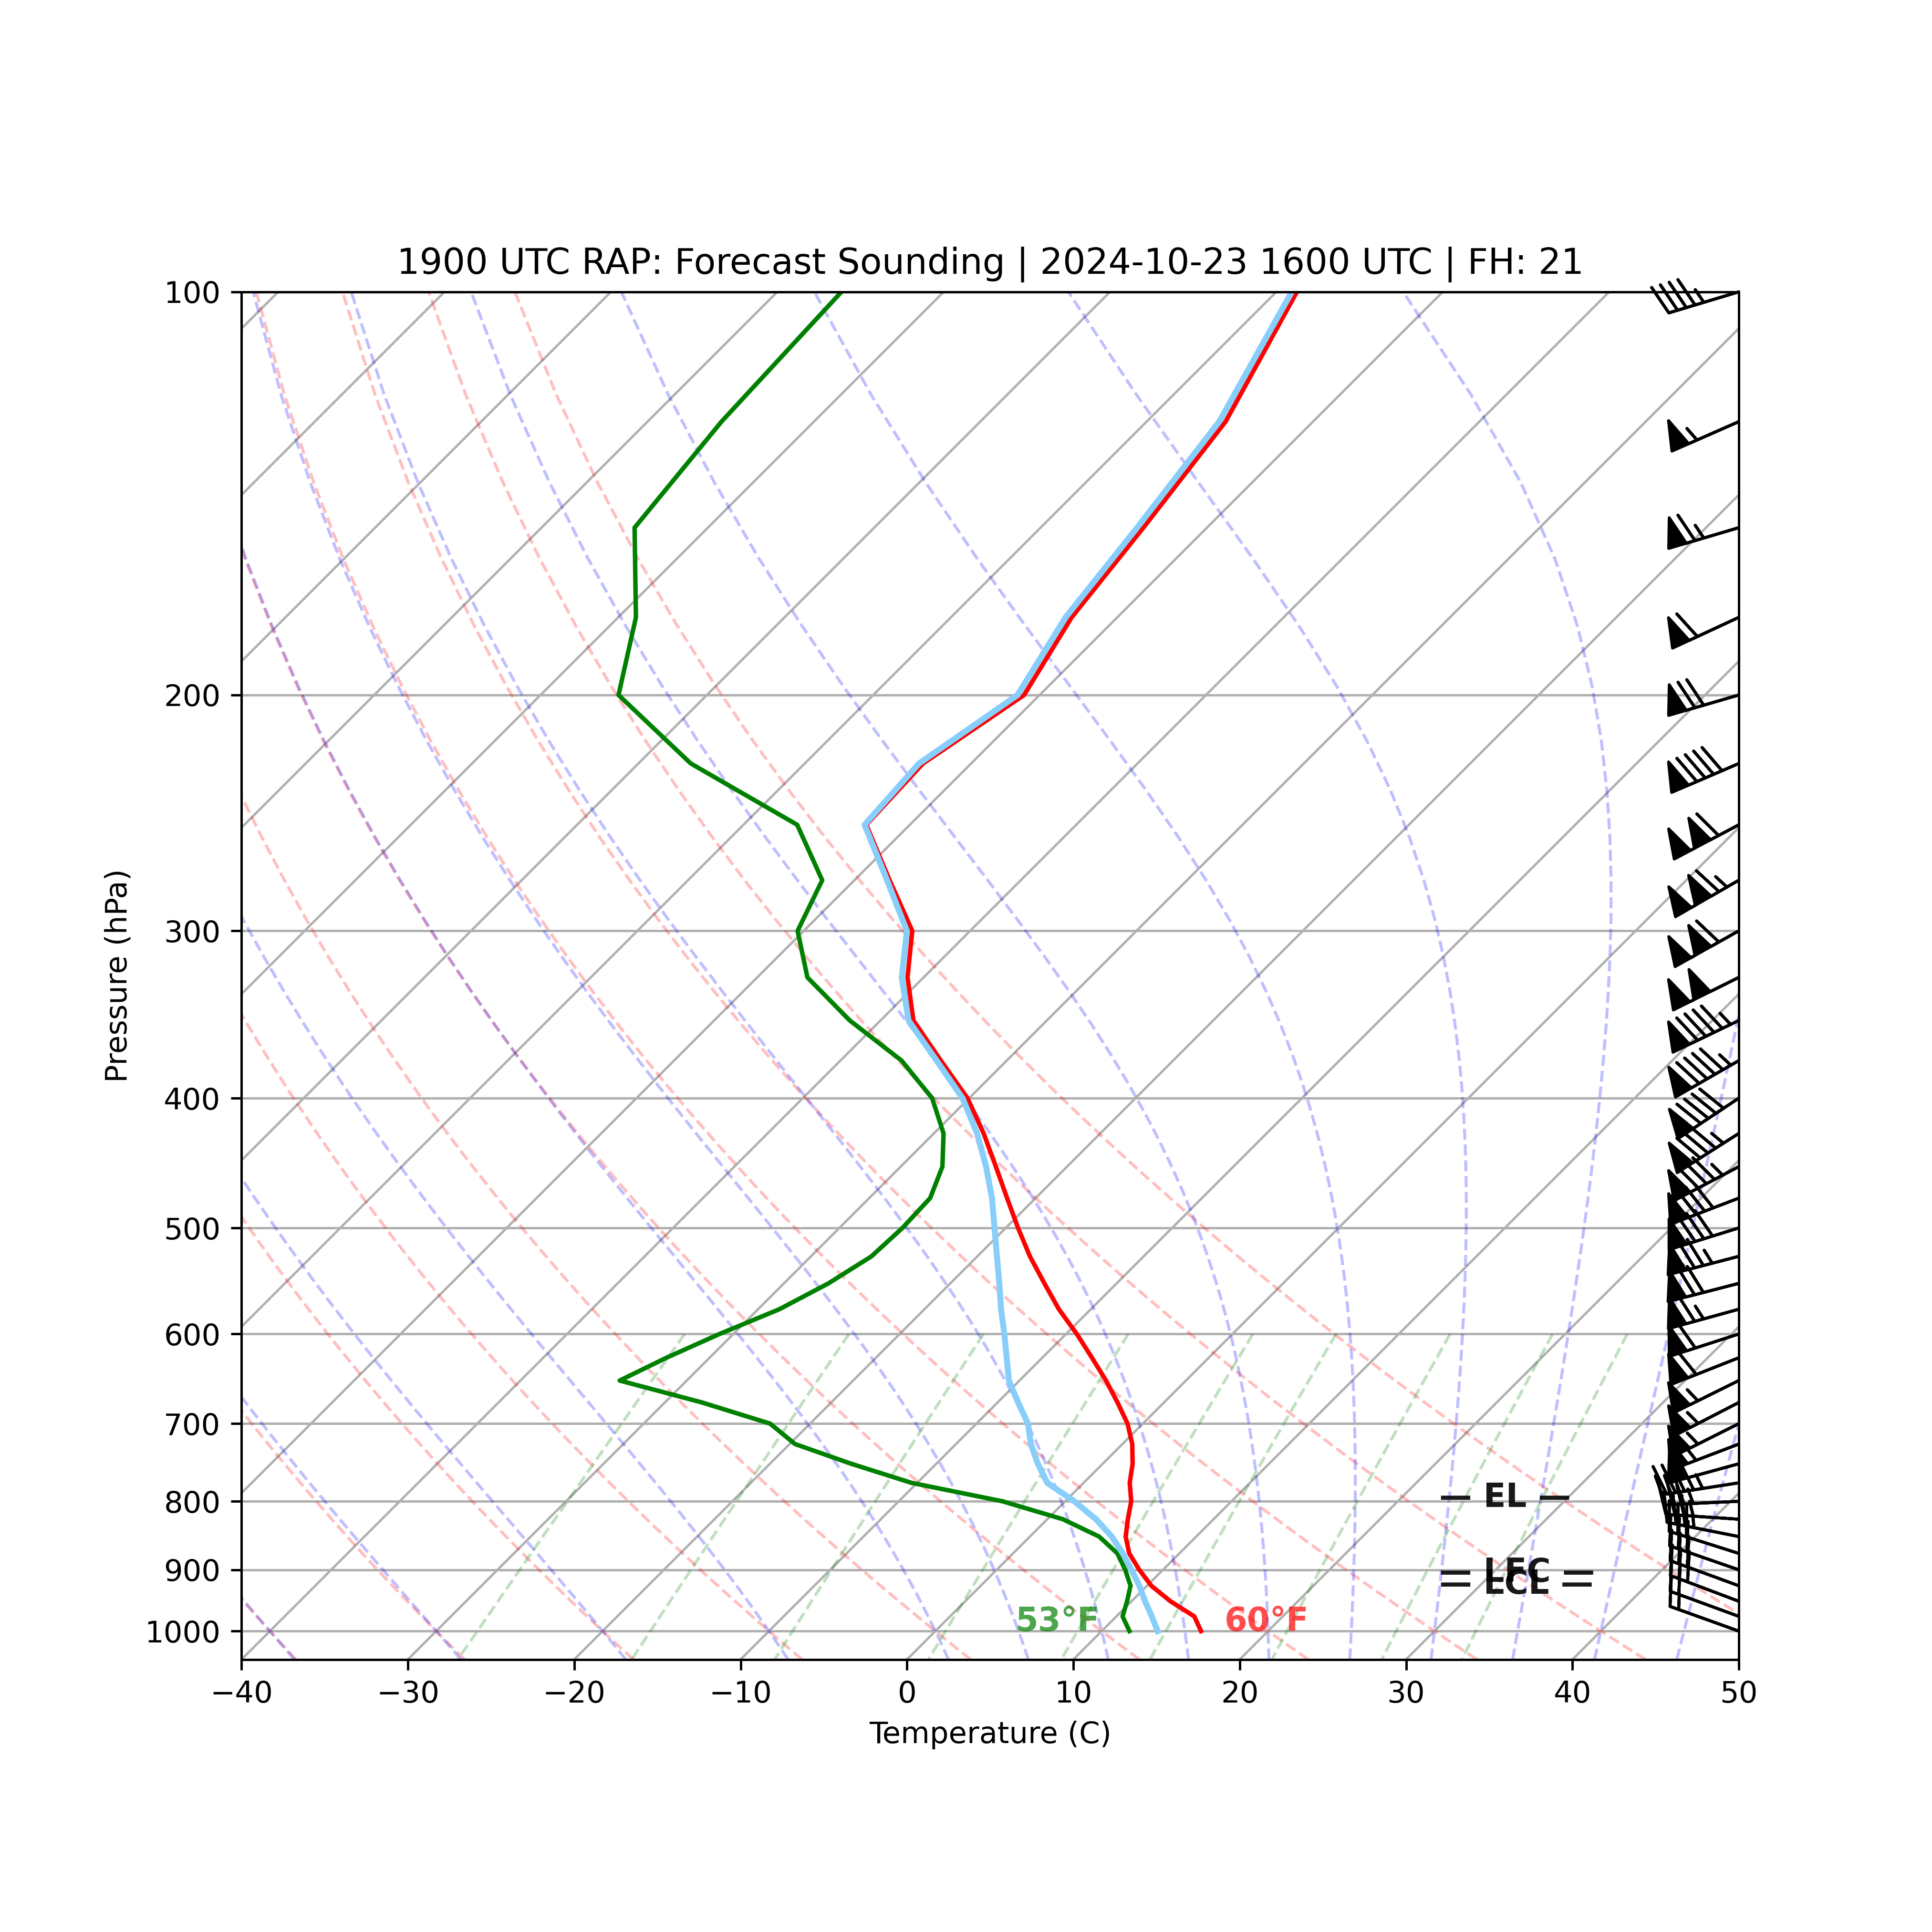 1900 UTC RAP: Forecast Sounding | 2024-10-23 1600 UTC | FH: 21
100
200
300
400
500
600
700
800
900
1000
Pressure (hPa)
— EL —
— LFC —
— LCL —
53°F
60°F
−40
−30
−20
−10
0
10
20
30
40
50
Temperature (C)